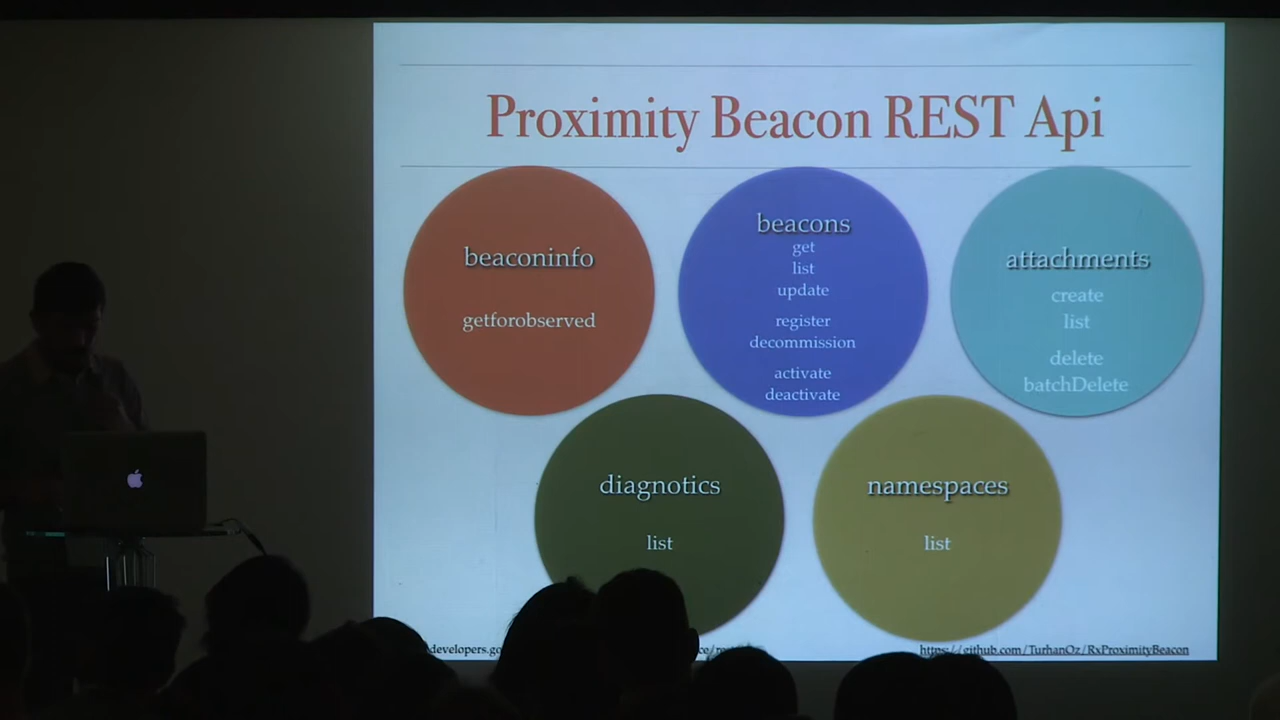 Proximity Beacon REST Api
beaconinfo
getforobserved
beacons
get
list
update
register
decommission
activate
deactivate
attachments
create
list
delete
batchDelete
diagnotics
list
namespaces
list
https://github.com/TurhanOz/RxProximityBeacon